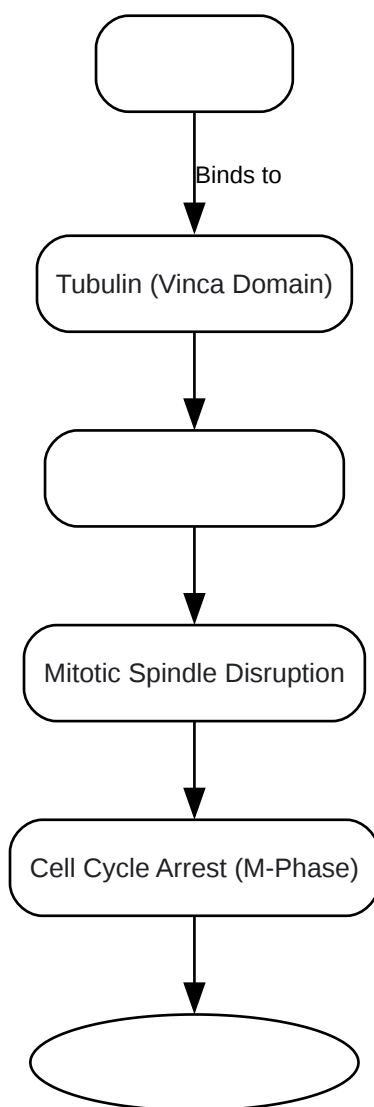 Binds to
Tubulin (Vinca Domain)
Mitotic Spindle Disruption
Cell Cycle Arrest (M-Phase)